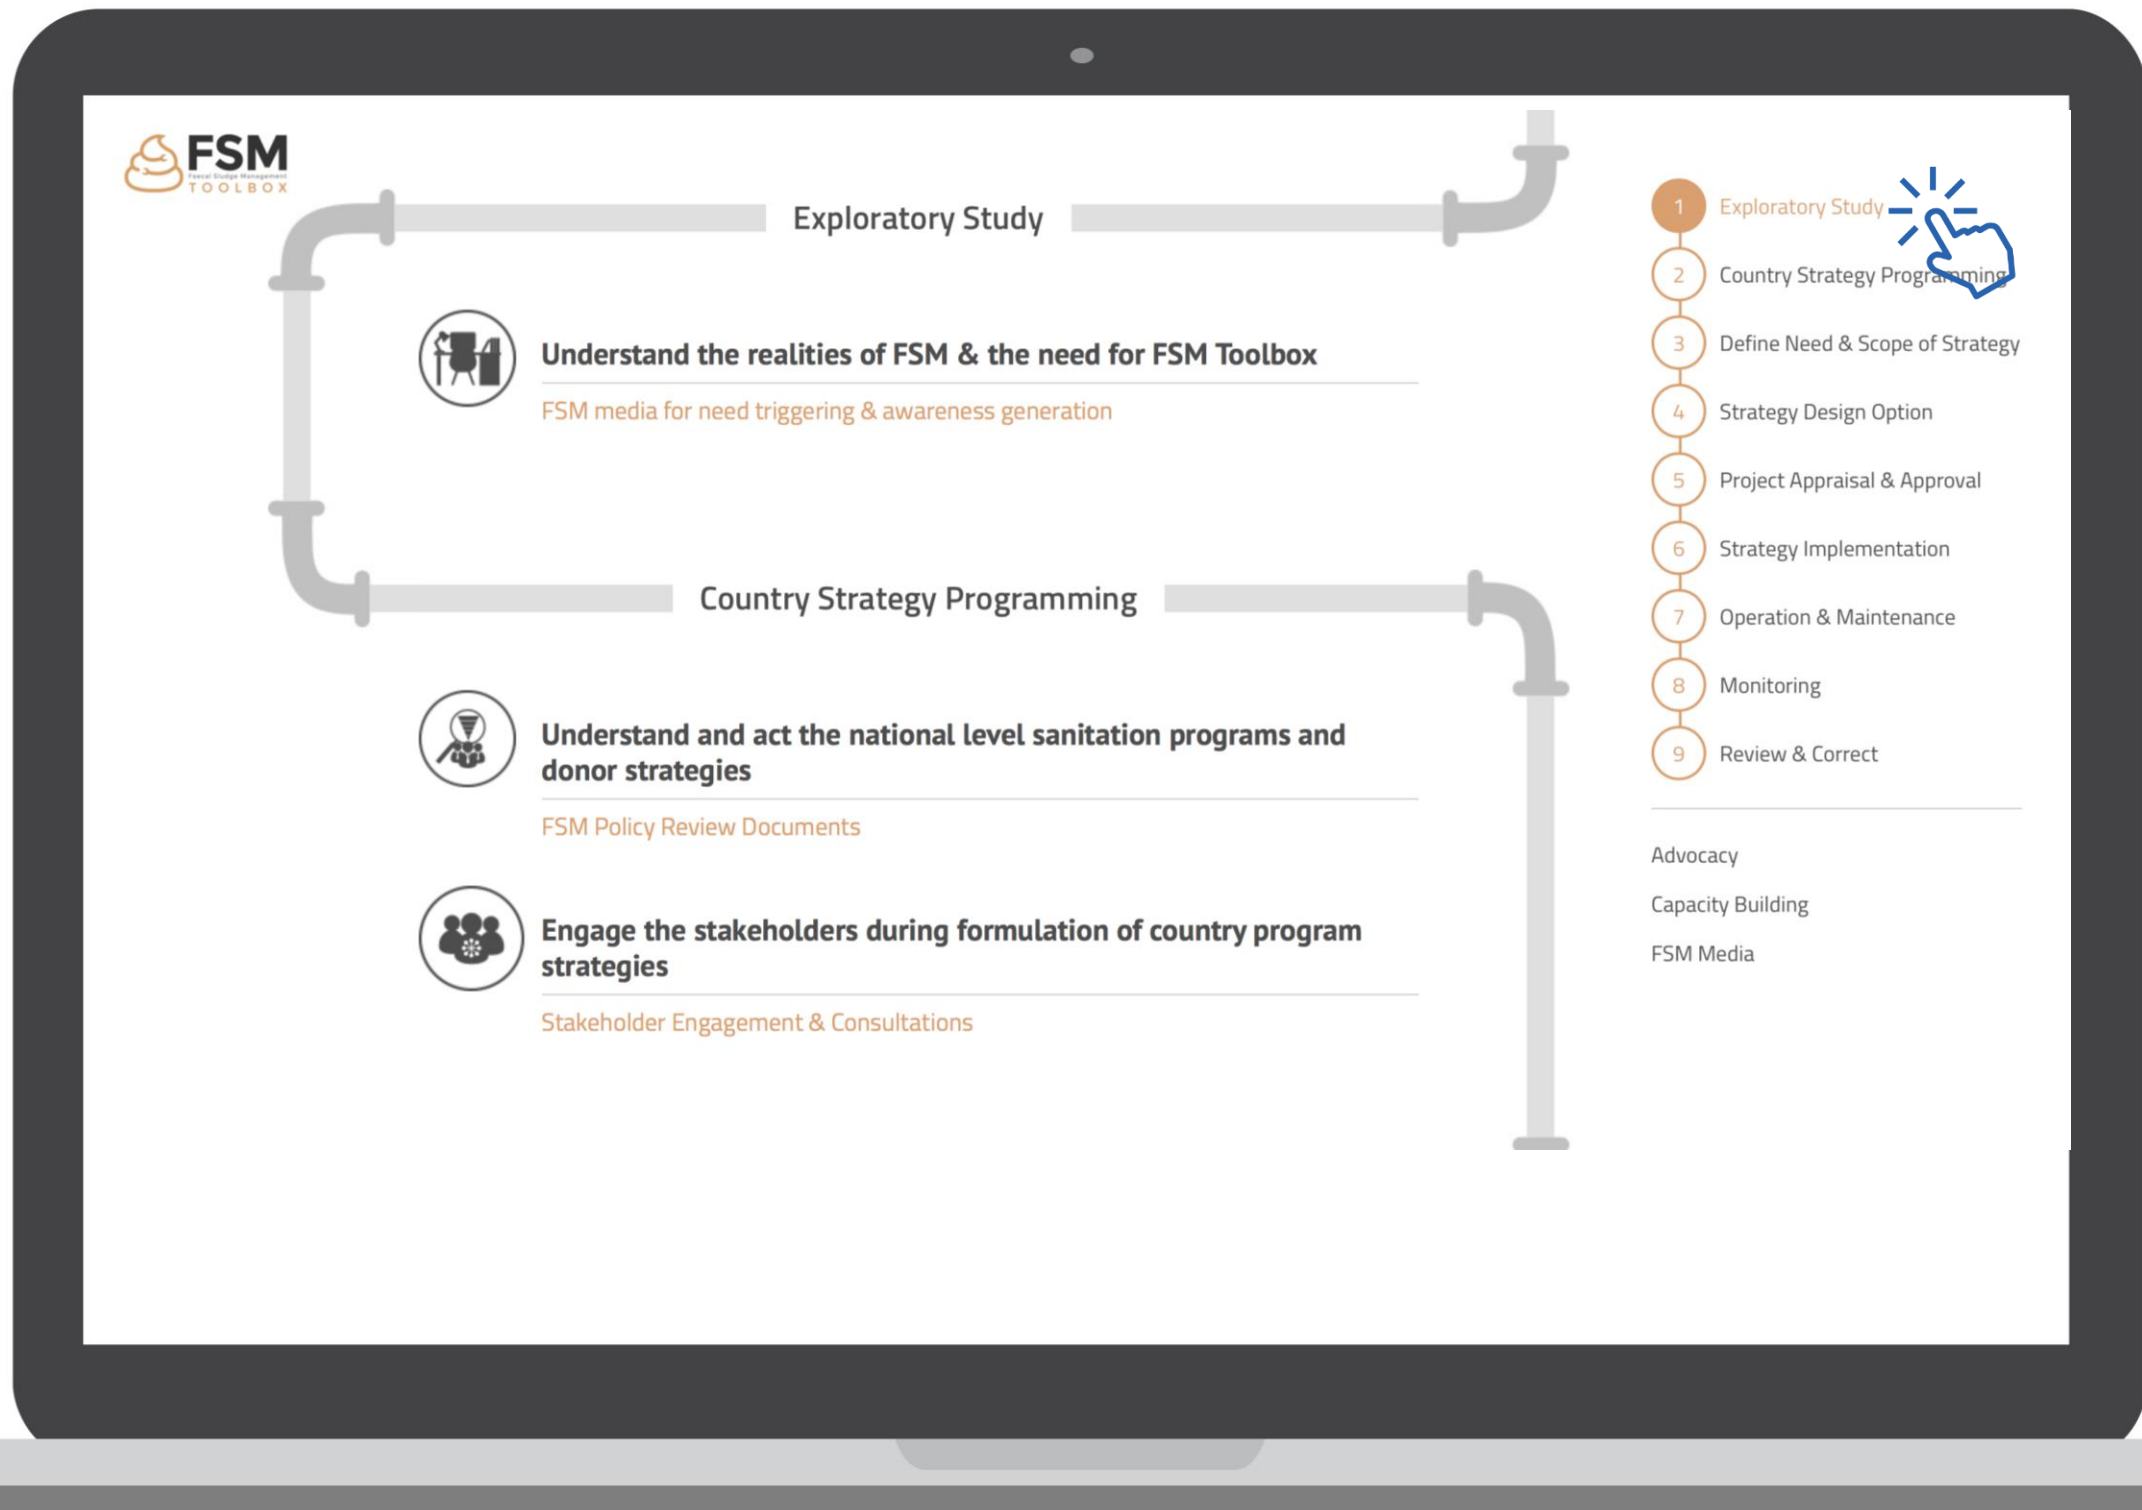 FSM
Faecal Sludge Management
TOOLBOX
Exploratory Study
Understand the realities of FSM & the need for FSM Toolbox
FSM media for need triggering & awareness generation
Country Strategy Programming
Understand and act the national level sanitation programs and
donor strategies
FSM Policy Review Documents
Engage the stakeholders during formulation of country program
strategies
Stakeholder Engagement & Consultations
1 Exploratory Study
2 Country Strategy Programming
3 Define Need & Scope of Strategy
4 Strategy Design Option
5 Project Appraisal & Approval
6 Strategy Implementation
7 Operation & Maintenance
8 Monitoring
9 Review & Correct
Advocacy
Capacity Building
FSM Media